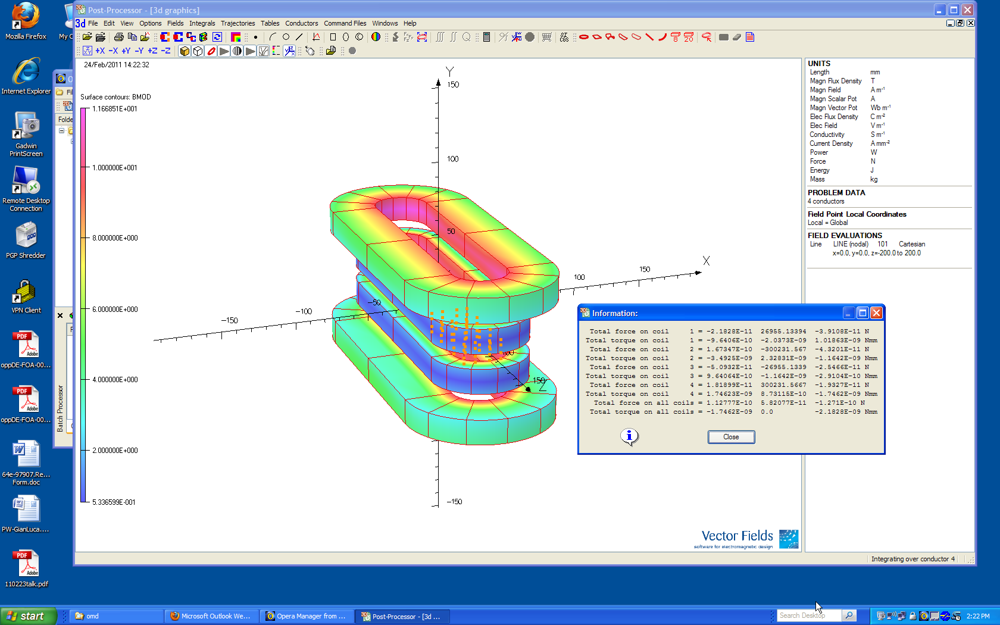 Mozilla Firefox
My C
Internet Explorer
Gadwin
PrintScreen
Remote Desktop
Connection
PGP Shredder
VPN Client
PDF
Adobe
oppDE-FOA-00...
PDF
Adobe
oppDE-FOA-00...
64e-97907.Re...
Form.doc
PW-GianLuca....
PDF
Adobe
110223talk.pdf
O
Fil
Folde
Batch Processor
Post-Processor - [3d graphics]
3d File Edit View Options Fields Integrals Trajectories Tables Conductors Command Files Windows Help
+X -X +Y -Y +Z -Z
24/Feb/2011 14:22:32
Surface contours: BMOD
1.166851E+001
1.000000E+001
8.000000E+000
6.000000E+000
4.000000E+000
2.000000E+000
5.336599E-001
Y
150
100
50
X
150
100
-50
-100
-150
150
Z
-150
Vector Fields
software for electromagnetic design
UNITS
Length mm
Magn Flux Density T
Magn Field A m-1
Magn Scalar Pot A
Magn Vector Pot Wb m-1
Elec Flux Density C m-2
Elec Field V m-1
Conductivity S m-1
Current Density A mm-2
Power W
Force N
Energy J
Mass kg
PROBLEM DATA
4 conductors
Field Point Local Coordinates
Local = Global
FIELD EVALUATIONS
Line LINE (nodal) 101 Cartesian
x=0.0, y=0.0, z=-200.0 to 200.0
Information:
Total force on coil 1 = -2.1828E-11 26955.13394 -3.9108E-11 N
Total torque on coil 1 = -9.6406E-10 -2.0373E-09 1.01863E-09 Nmm
Total force on coil 2 = 1.67347E-10 -300231.567 -4.3201E-11 N
Total torque on coil 2 = -3.4925E-09 2.32831E-09 -1.1642E-09 Nmm
Total force on coil 3 = -5.0932E-11 -26955.1339 -2.5466E-11 N
Total torque on coil 3 = 9.64064E-10 -1.1642E-09 -2.9104E-10 Nmm
Total force on coil 4 = 1.81899E-11 300231.5667 -1.9327E-11 N
Total torque on coil 4 = 1.74623E-09 8.73115E-10 -1.7462E-09 Nmm
Total force on all coils = 1.12777E-10 5.82077E-11 -1.271E-10 N
Total torque on all coils = -1.7462E-09 0.0 -2.1828E-09 Nmm
Close
Integrating over conductor 4
start
omd
Microsoft Outlook We...
Opera Manager from ...
Post-Processor - [3d ...
Search Desktop
2:22 PM